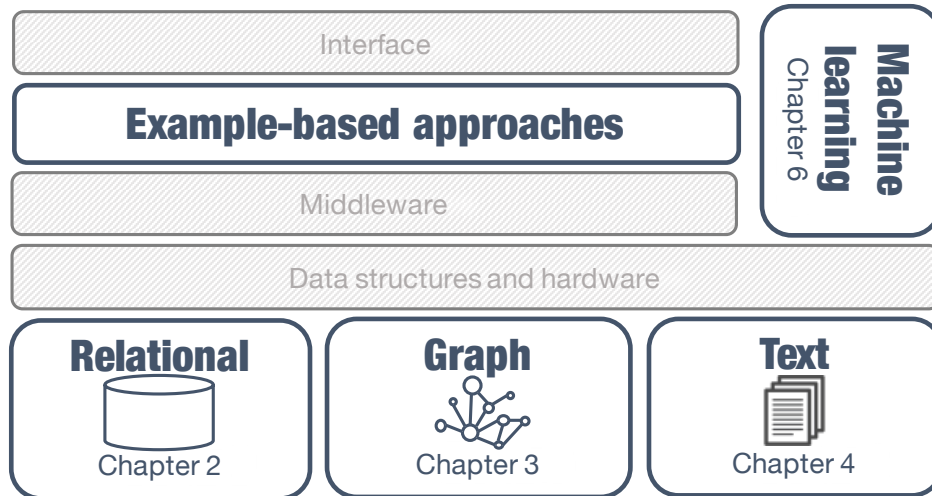 Interface
Example-based approaches
Middleware
Machine
learning
Chapter 6
Data structures and hardware
Relational
Chapter 2
Graph
Chapter 3
Text
Chapter 4